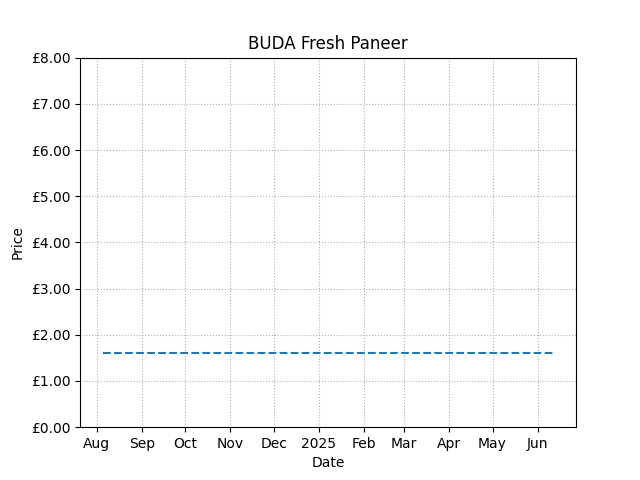 BUDA Fresh Paneer
£8.00
£7.00
£6.00
£5.00
£4.00
£3.00
£2.00
£1.00
£0.00
Price
Aug Sep Oct Nov Dec 2025 Feb Mar Apr May Jun
Date